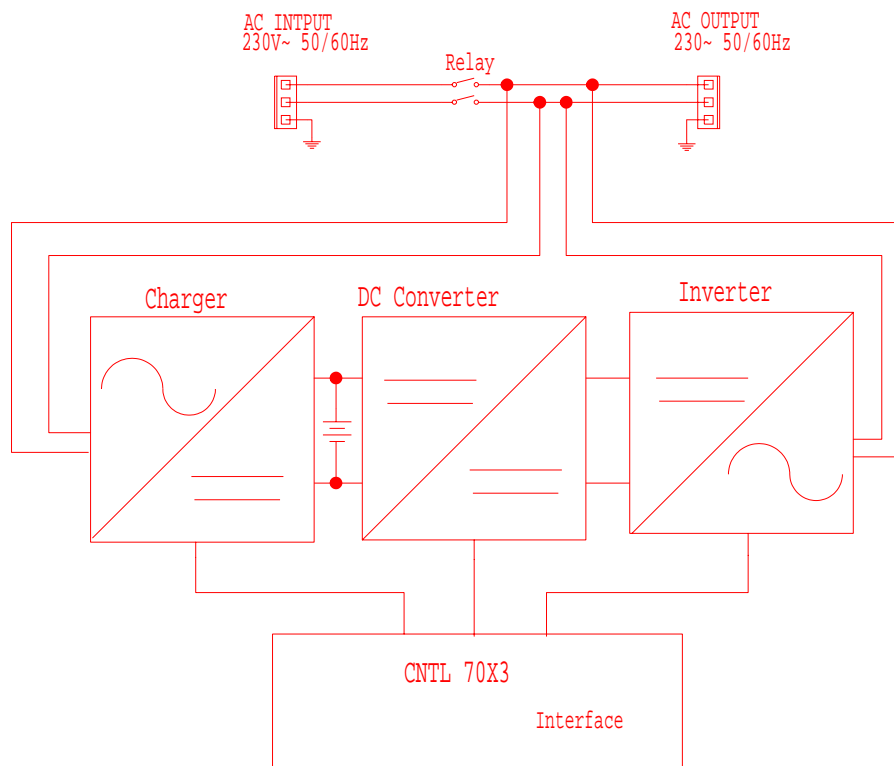 AC INTPUT
230V~ 50/60Hz
AC OUTPUT
230~ 50/60Hz
Relay
Charger
DC Converter
Inverter
CNTL 70X3
Interface